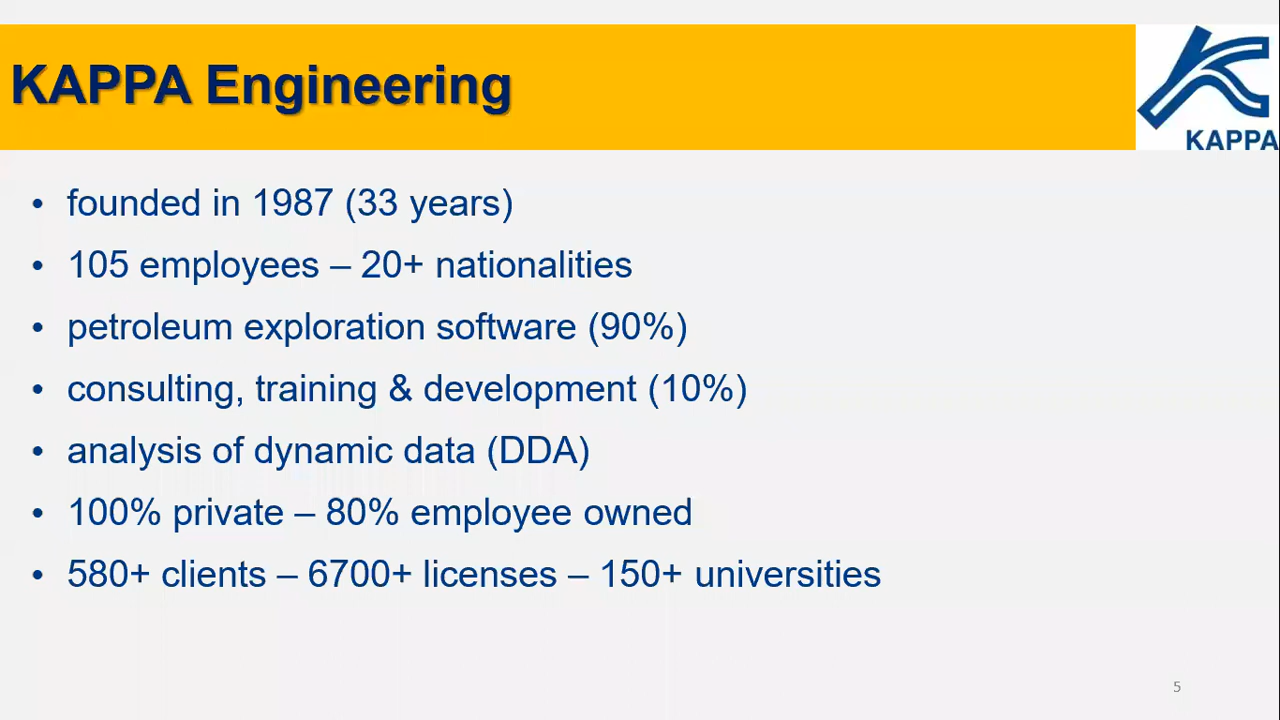 KAPPA Engineering
KAPPA
• founded in 1987 (33 years)
• 105 employees – 20+ nationalities
• petroleum exploration software (90%)
• consulting, training & development (10%)
• analysis of dynamic data (DDA)
• 100% private – 80% employee owned
• 580+ clients – 6700+ licenses – 150+ universities
5